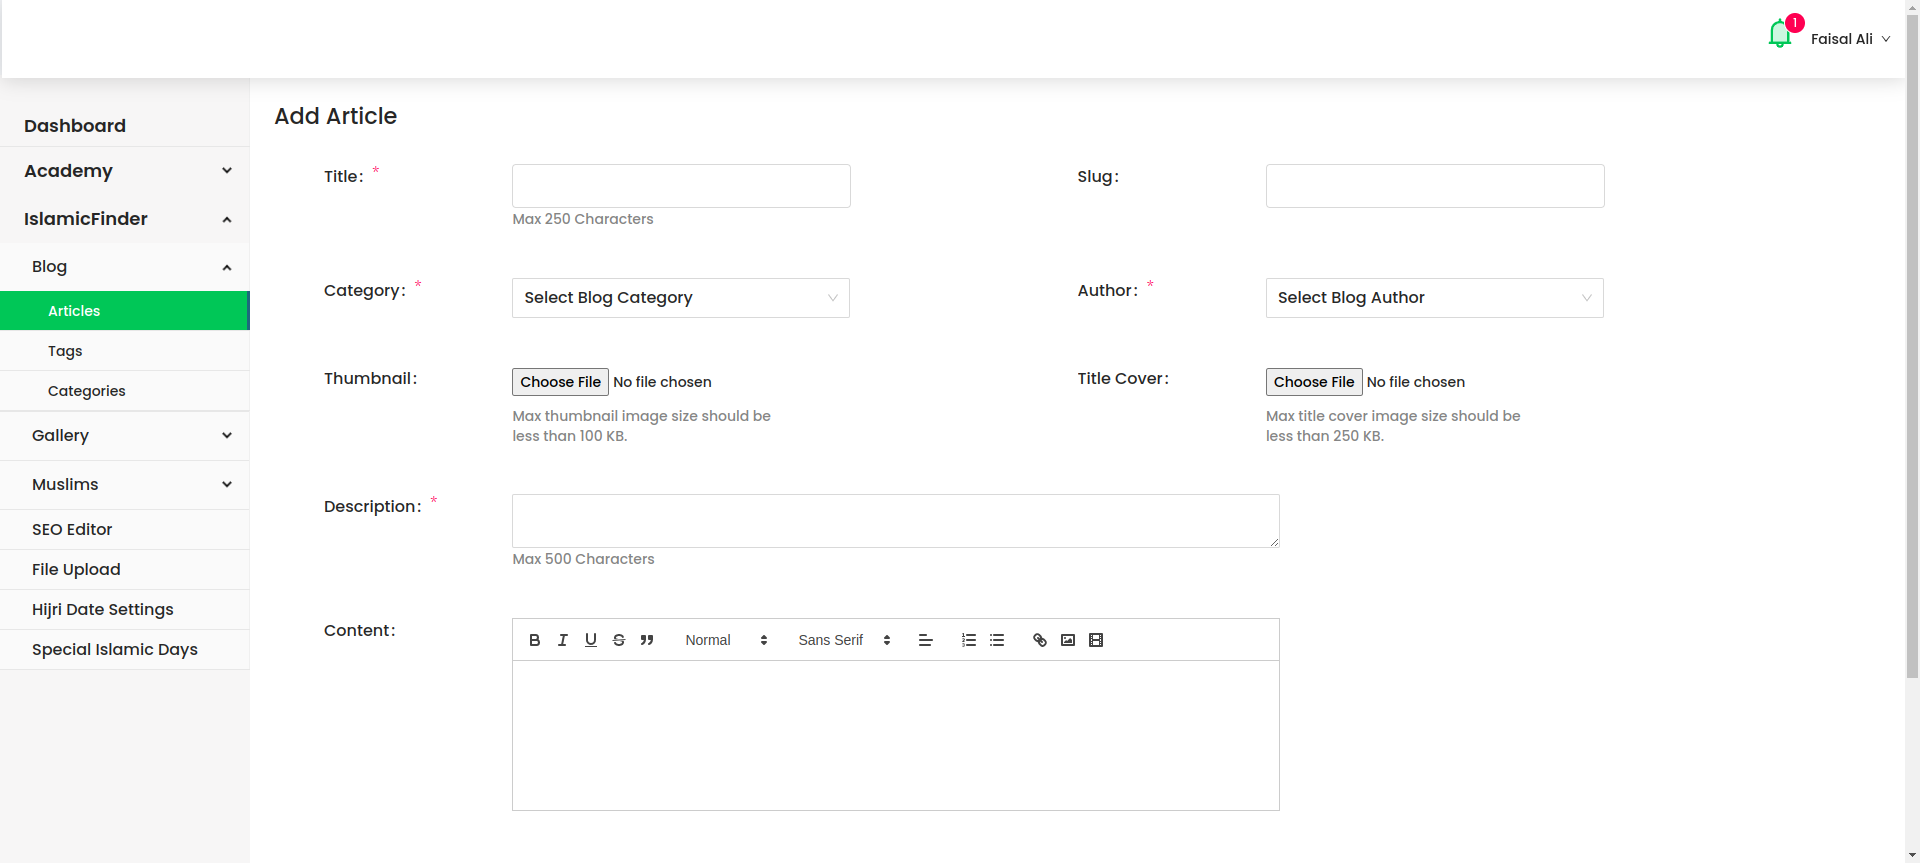 1
Faisal Ali
Dashboard
Academy
IslamicFinder
Blog
Articles
Tags
Categories
Gallery
Muslims
SEO Editor
File Upload
Hijri Date Settings
Special Islamic Days
Add Article
Title: *
Max 250 Characters
Slug:
Category: *
Select Blog Category
Author: *
Select Blog Author
Thumbnail:
Choose File No file chosen
Max thumbnail image size should be
less than 100 KB.
Title Cover:
Choose File No file chosen
Max title cover image size should be
less than 250 KB.
Description: *
Max 500 Characters
Content:
Normal
Sans Serif